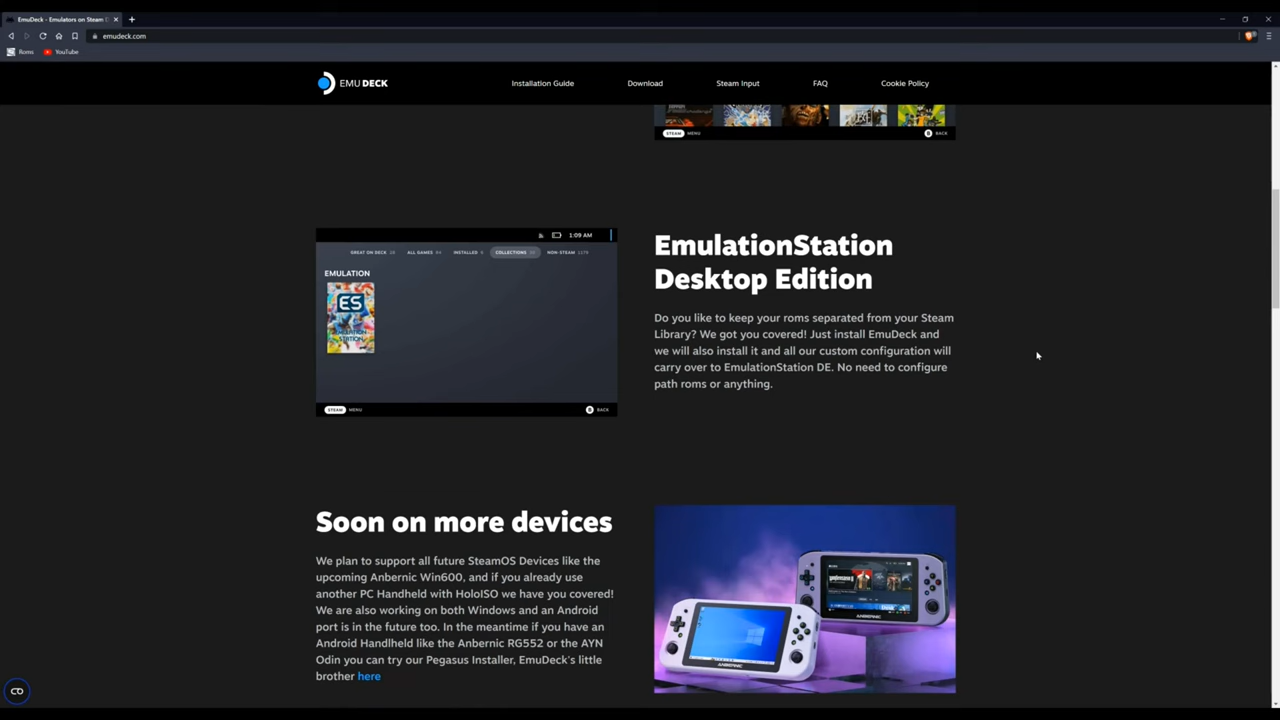 EmuDeck - Emulators on Steam D
emudeck.com
Roms
YouTube
EMU DECK
Installation Guide
Download
Steam Input
FAQ
Cookie Policy
STEAM MENU
BACK
1:09 AM
GREAT ON DECK
ALL GAMES
INSTALLED
COLLECTIONS
NON-STEAM
EMULATION
ES
STEAM MENU
BACK
EmulationStation
Desktop Edition
Do you like to keep your roms separated from your Steam
Library? We got you covered! Just install EmuDeck and
we will also install it and all our custom configuration will
carry over to EmulationStation DE. No need to configure
path roms or anything.
Soon on more devices
We plan to support all future SteamOS Devices like the
upcoming Anbernic Win600, and if you already use
another PC Handheld with HoloISO we have you covered!
We are also working on both Windows and an Android
port is in the future too. In the meantime if you have an
Android Handheld like the Anbernic RG552 or the AYN
Odin you can try our Pegasus Installer, EmuDeck's little
brother here
ANBERNIC
ANBERNIC